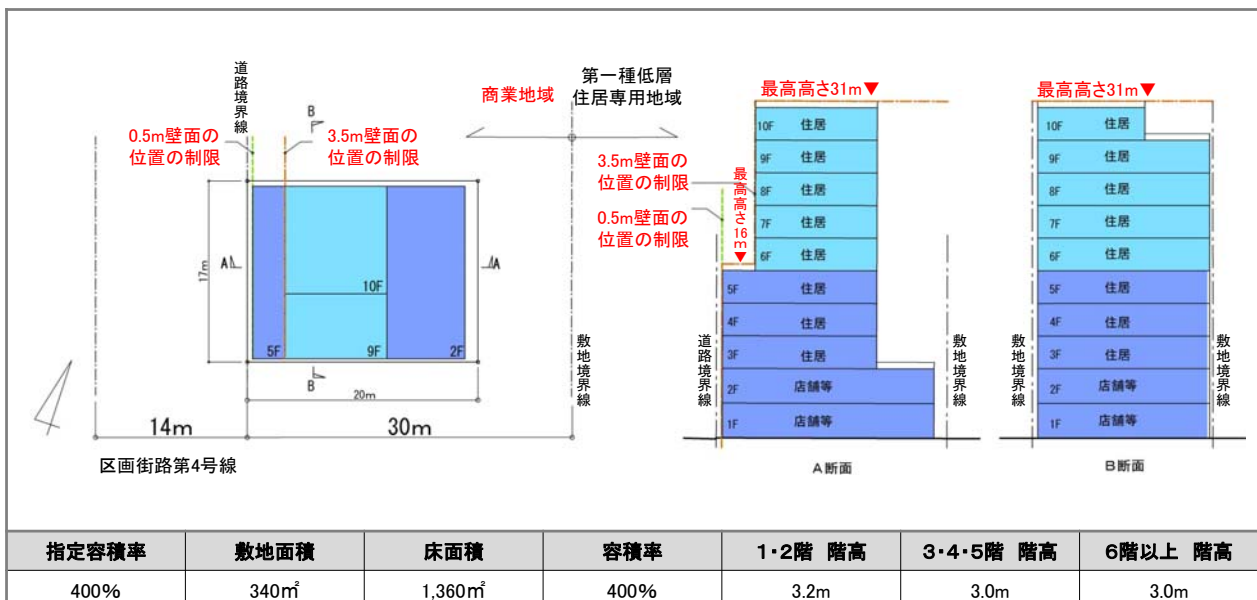 道路境界線
B
商業地域
第一種低層
住居専用地域
0.5m壁面の
位置の制限
3.5m壁面の
位置の制限
17m
A
A
10F
5F
9F
2F
B
20m
敷地境界線
14m
30m
区画街路第4号線
最高高さ31m▼
10F 住居
9F 住居
8F 住居
7F 住居
6F 住居
5F 住居
4F 住居
3F 住居
2F 店舗等
1F 店舗等
3.5m壁面の
位置の制限
0.5m壁面の
位置の制限
最高高さ16m▼
道路境界線
敷地境界線
A断面
最高高さ31m▼
10F 住居
9F 住居
8F 住居
7F 住居
6F 住居
5F 住居
4F 住居
3F 住居
2F 店舗等
1F 店舗等
道路境界線
敷地境界線
B断面
指定容積率 敷地面積 床面積 容積率 1・2階 階高 3・4・5階 階高 6階以上 階高
400% 340㎡ 1,360㎡ 400% 3.2m 3.0m 3.0m